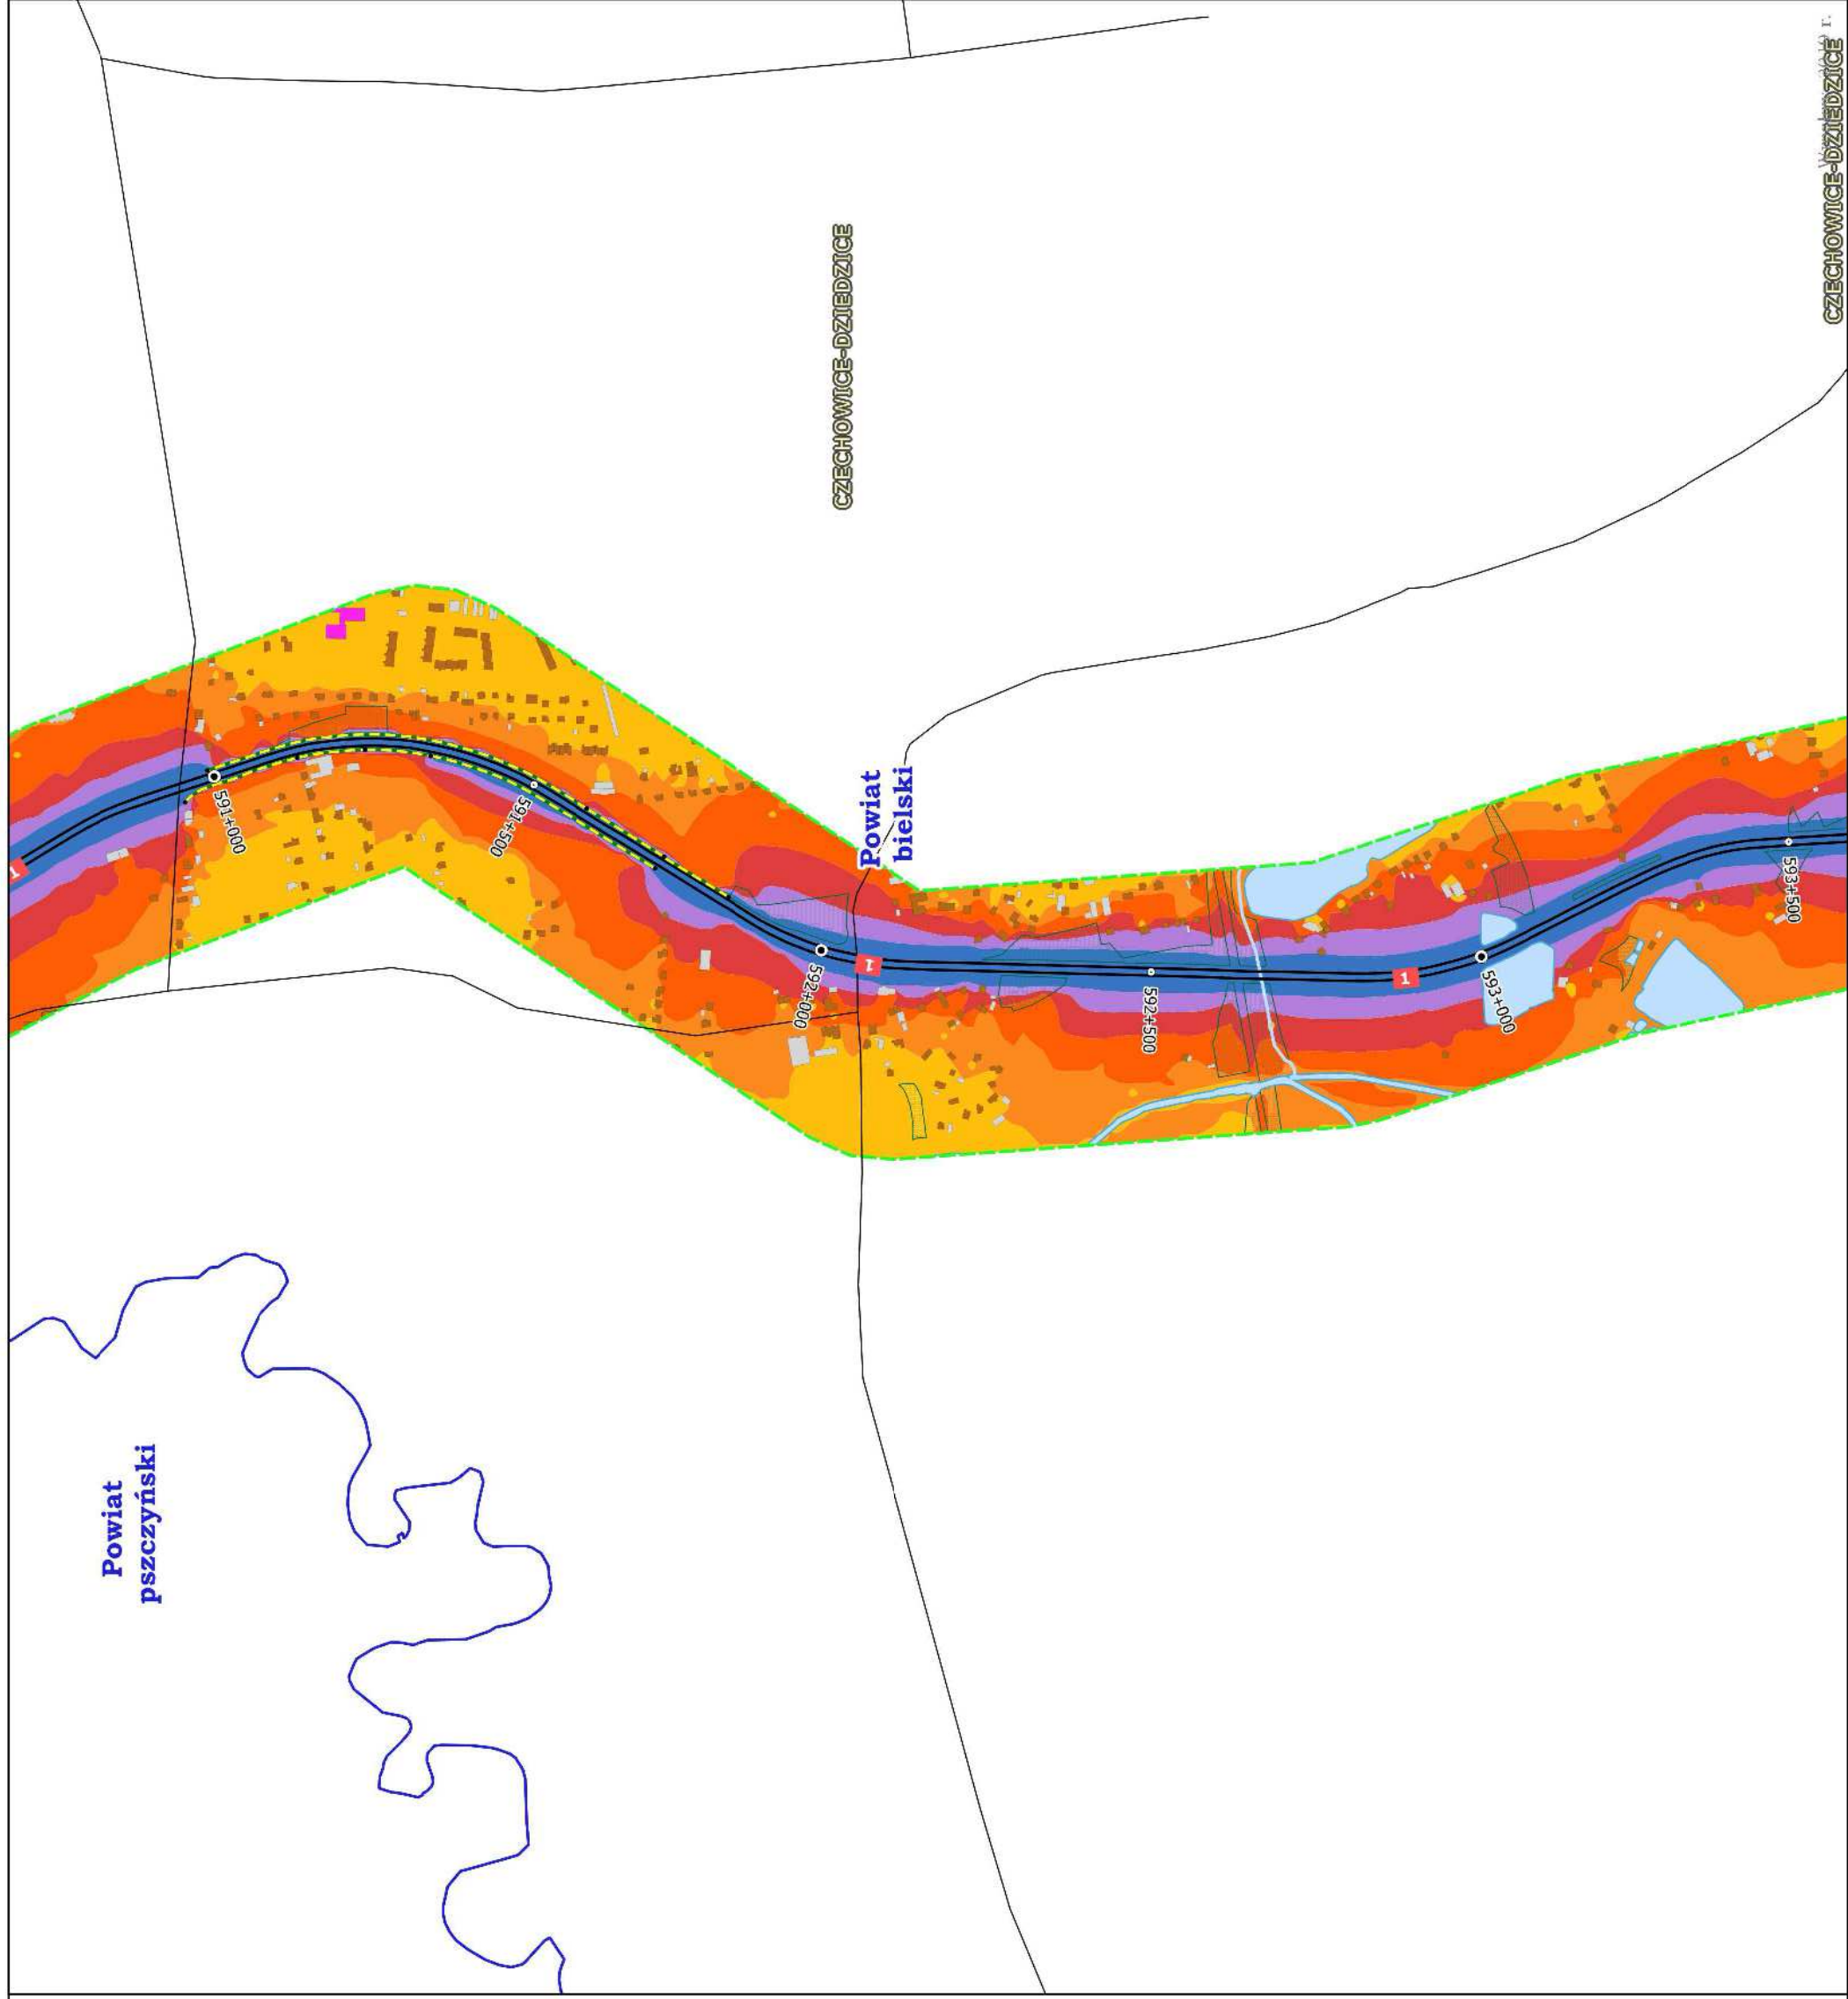 CZECHOWICE-DZIEDZICE
CZECHOWICE-DZIEDZICE
r.
1
591+000
591+500
Powiat
bielski
592+000
1
592+500
1
593+000
593+500
Powiat
pszczyński